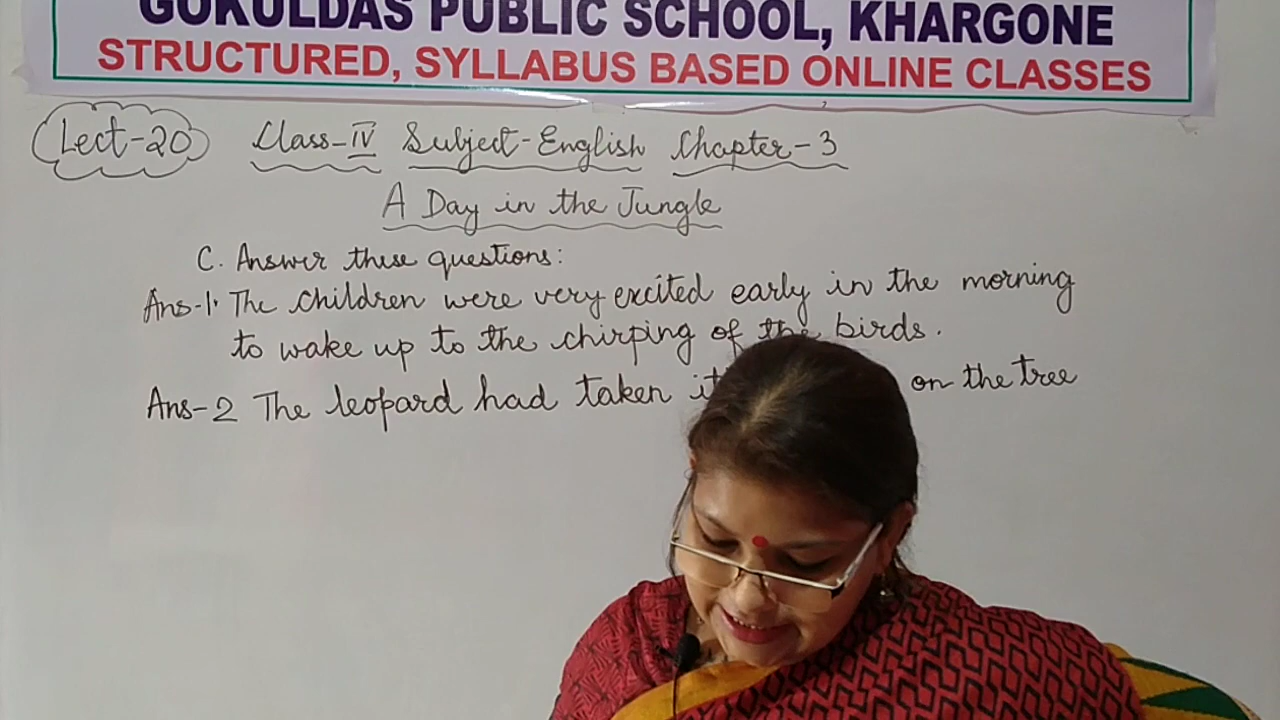 GOKULDAS PUBLIC SCHOOL, KHARGONE
STRUCTURED, SYLLABUS BASED ONLINE CLASSES
Lect-20 Class-IV Subject-English Chapter-3
A Day in the Jungle
C. Answer these questions:
Ans-1. The children were very excited early in the morning
to wake up to the chirping of the birds.
Ans-2 The leopard had taken on the tree